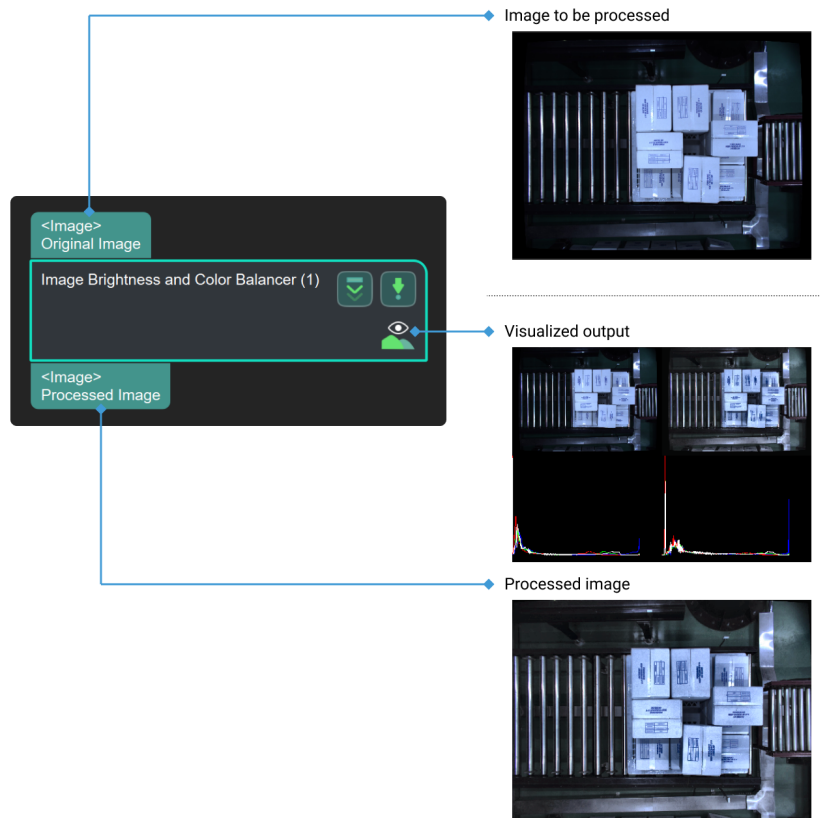 Image to be processed
<Image>
Original Image
Image Brightness and Color Balancer (1)
Visualized output
<Image>
Processed Image
Processed image